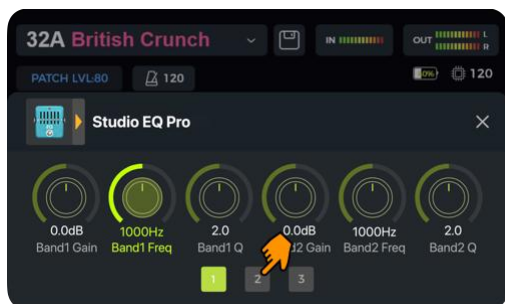 32A British Crunch IN OUT L R
PATCH LVL:80 120 0% 120
Studio EQ Pro
0.0dB 1000Hz 2.0 0.0dB 1000Hz 2.0
Band1 Gain Band1 Freq Band1 Q Gain Band2 Freq Band2 Q
1 2 3